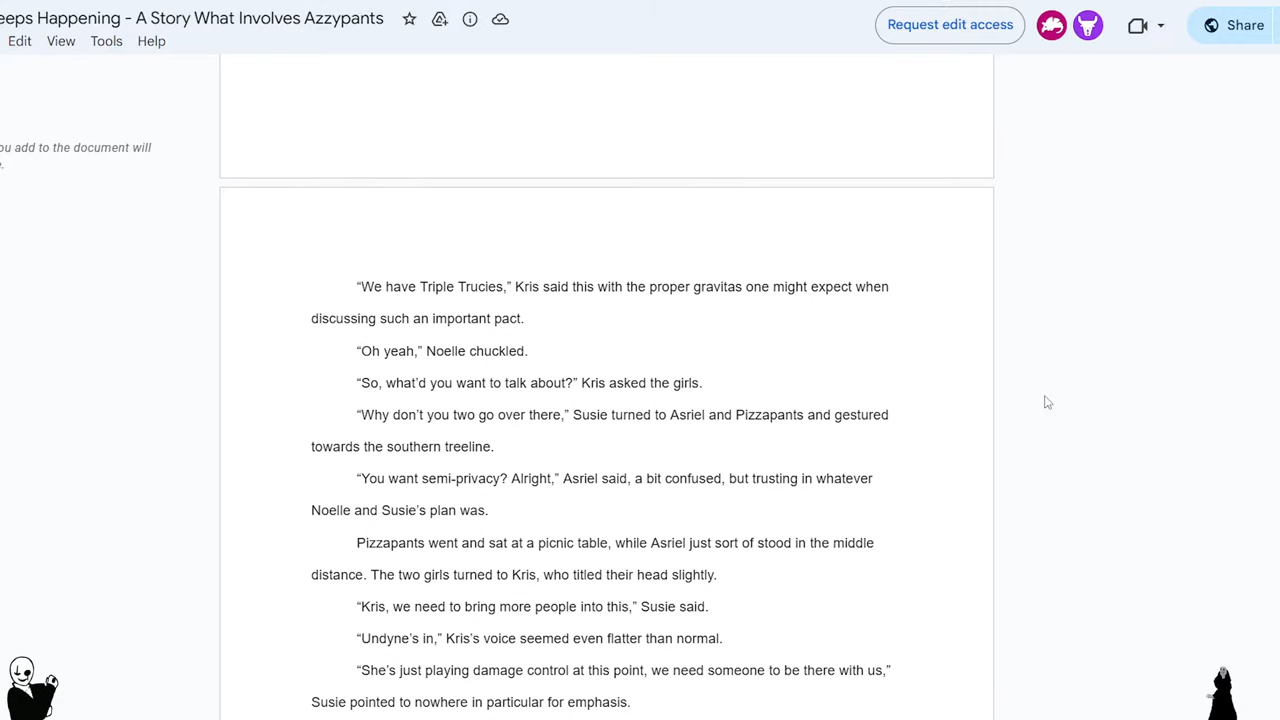 eeps Happening - A Story What Involves Azzypants
Request edit access
Share
Edit View Tools Help
ou add to the document will
e.
“We have Triple Trucies,” Kris said this with the proper gravitas one might expect when
discussing such an important pact.
“Oh yeah,” Noelle chuckled.
“So, what’d you want to talk about?” Kris asked the girls.
“Why don’t you two go over there,” Susie turned to Asriel and Pizzapants and gestured
towards the southern treeline.
“You want semi-privacy? Alright,” Asriel said, a bit confused, but trusting in whatever
Noelle and Susie’s plan was.
Pizzapants went and sat at a picnic table, while Asriel just sort of stood in the middle
distance. The two girls turned to Kris, who titled their head slightly.
“Kris, we need to bring more people into this,” Susie said.
“Undyne’s in,” Kris’s voice seemed even flatter than normal.
“She’s just playing damage control at this point, we need someone to be there with us,”
Susie pointed to nowhere in particular for emphasis.